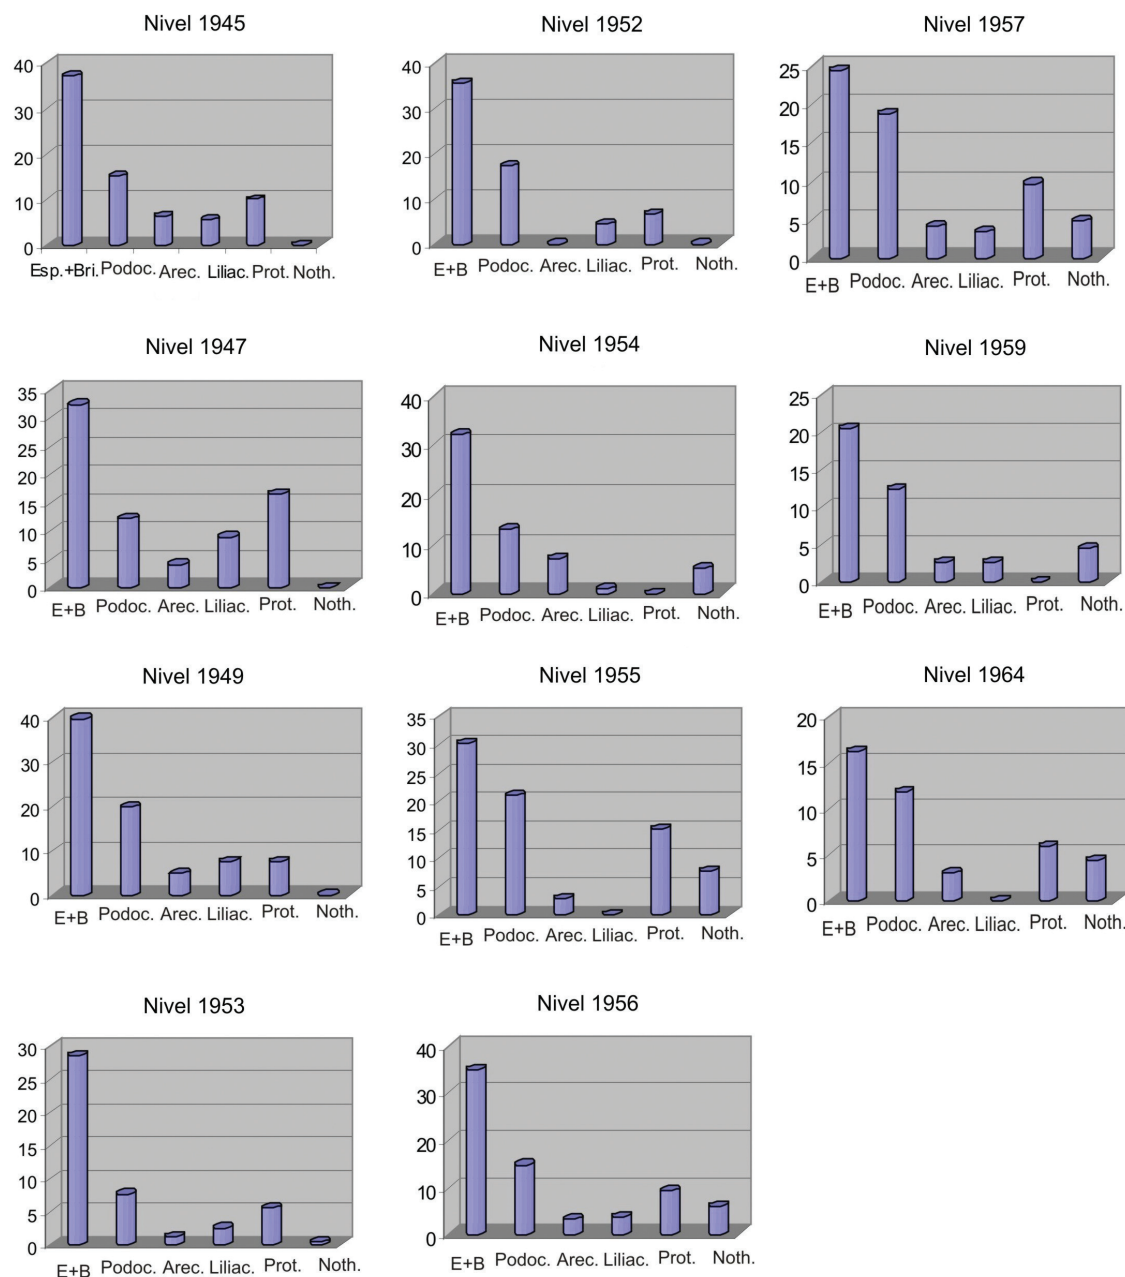 Nivel 1945
40
30
20
10
0
Esp.+Bri. Podoc. Arec. Liliac. Prot. Noth.
Nivel 1952
40
30
20
10
0
E+B Podoc. Arec. Liliac. Prot. Noth.
Nivel 1957
25
20
15
10
5
0
E+B Podoc. Arec. Liliac. Prot. Noth.
Nivel 1947
35
30
25
20
15
10
5
0
E+B Podoc. Arec. Liliac. Prot. Noth.
Nivel 1954
40
30
20
10
0
E+B Podoc. Arec. Liliac. Prot. Noth.
Nivel 1959
25
20
15
10
5
0
E+B Podoc. Arec. Liliac. Prot. Noth.
Nivel 1949
40
30
20
10
0
E+B Podoc. Arec. Liliac. Prot. Noth.
Nivel 1955
35
30
25
20
15
10
5
0
E+B Podoc. Arec. Liliac. Prot. Noth.
Nivel 1964
20
15
10
5
0
E+B Podoc. Arec. Liliac. Prot. Noth.
Nivel 1953
30
25
20
15
10
5
0
E+B Podoc. Arec. Liliac. Prot. Noth.
Nivel 1956
40
30
20
10
0
E+B Podoc. Arec. Liliac. Prot. Noth.